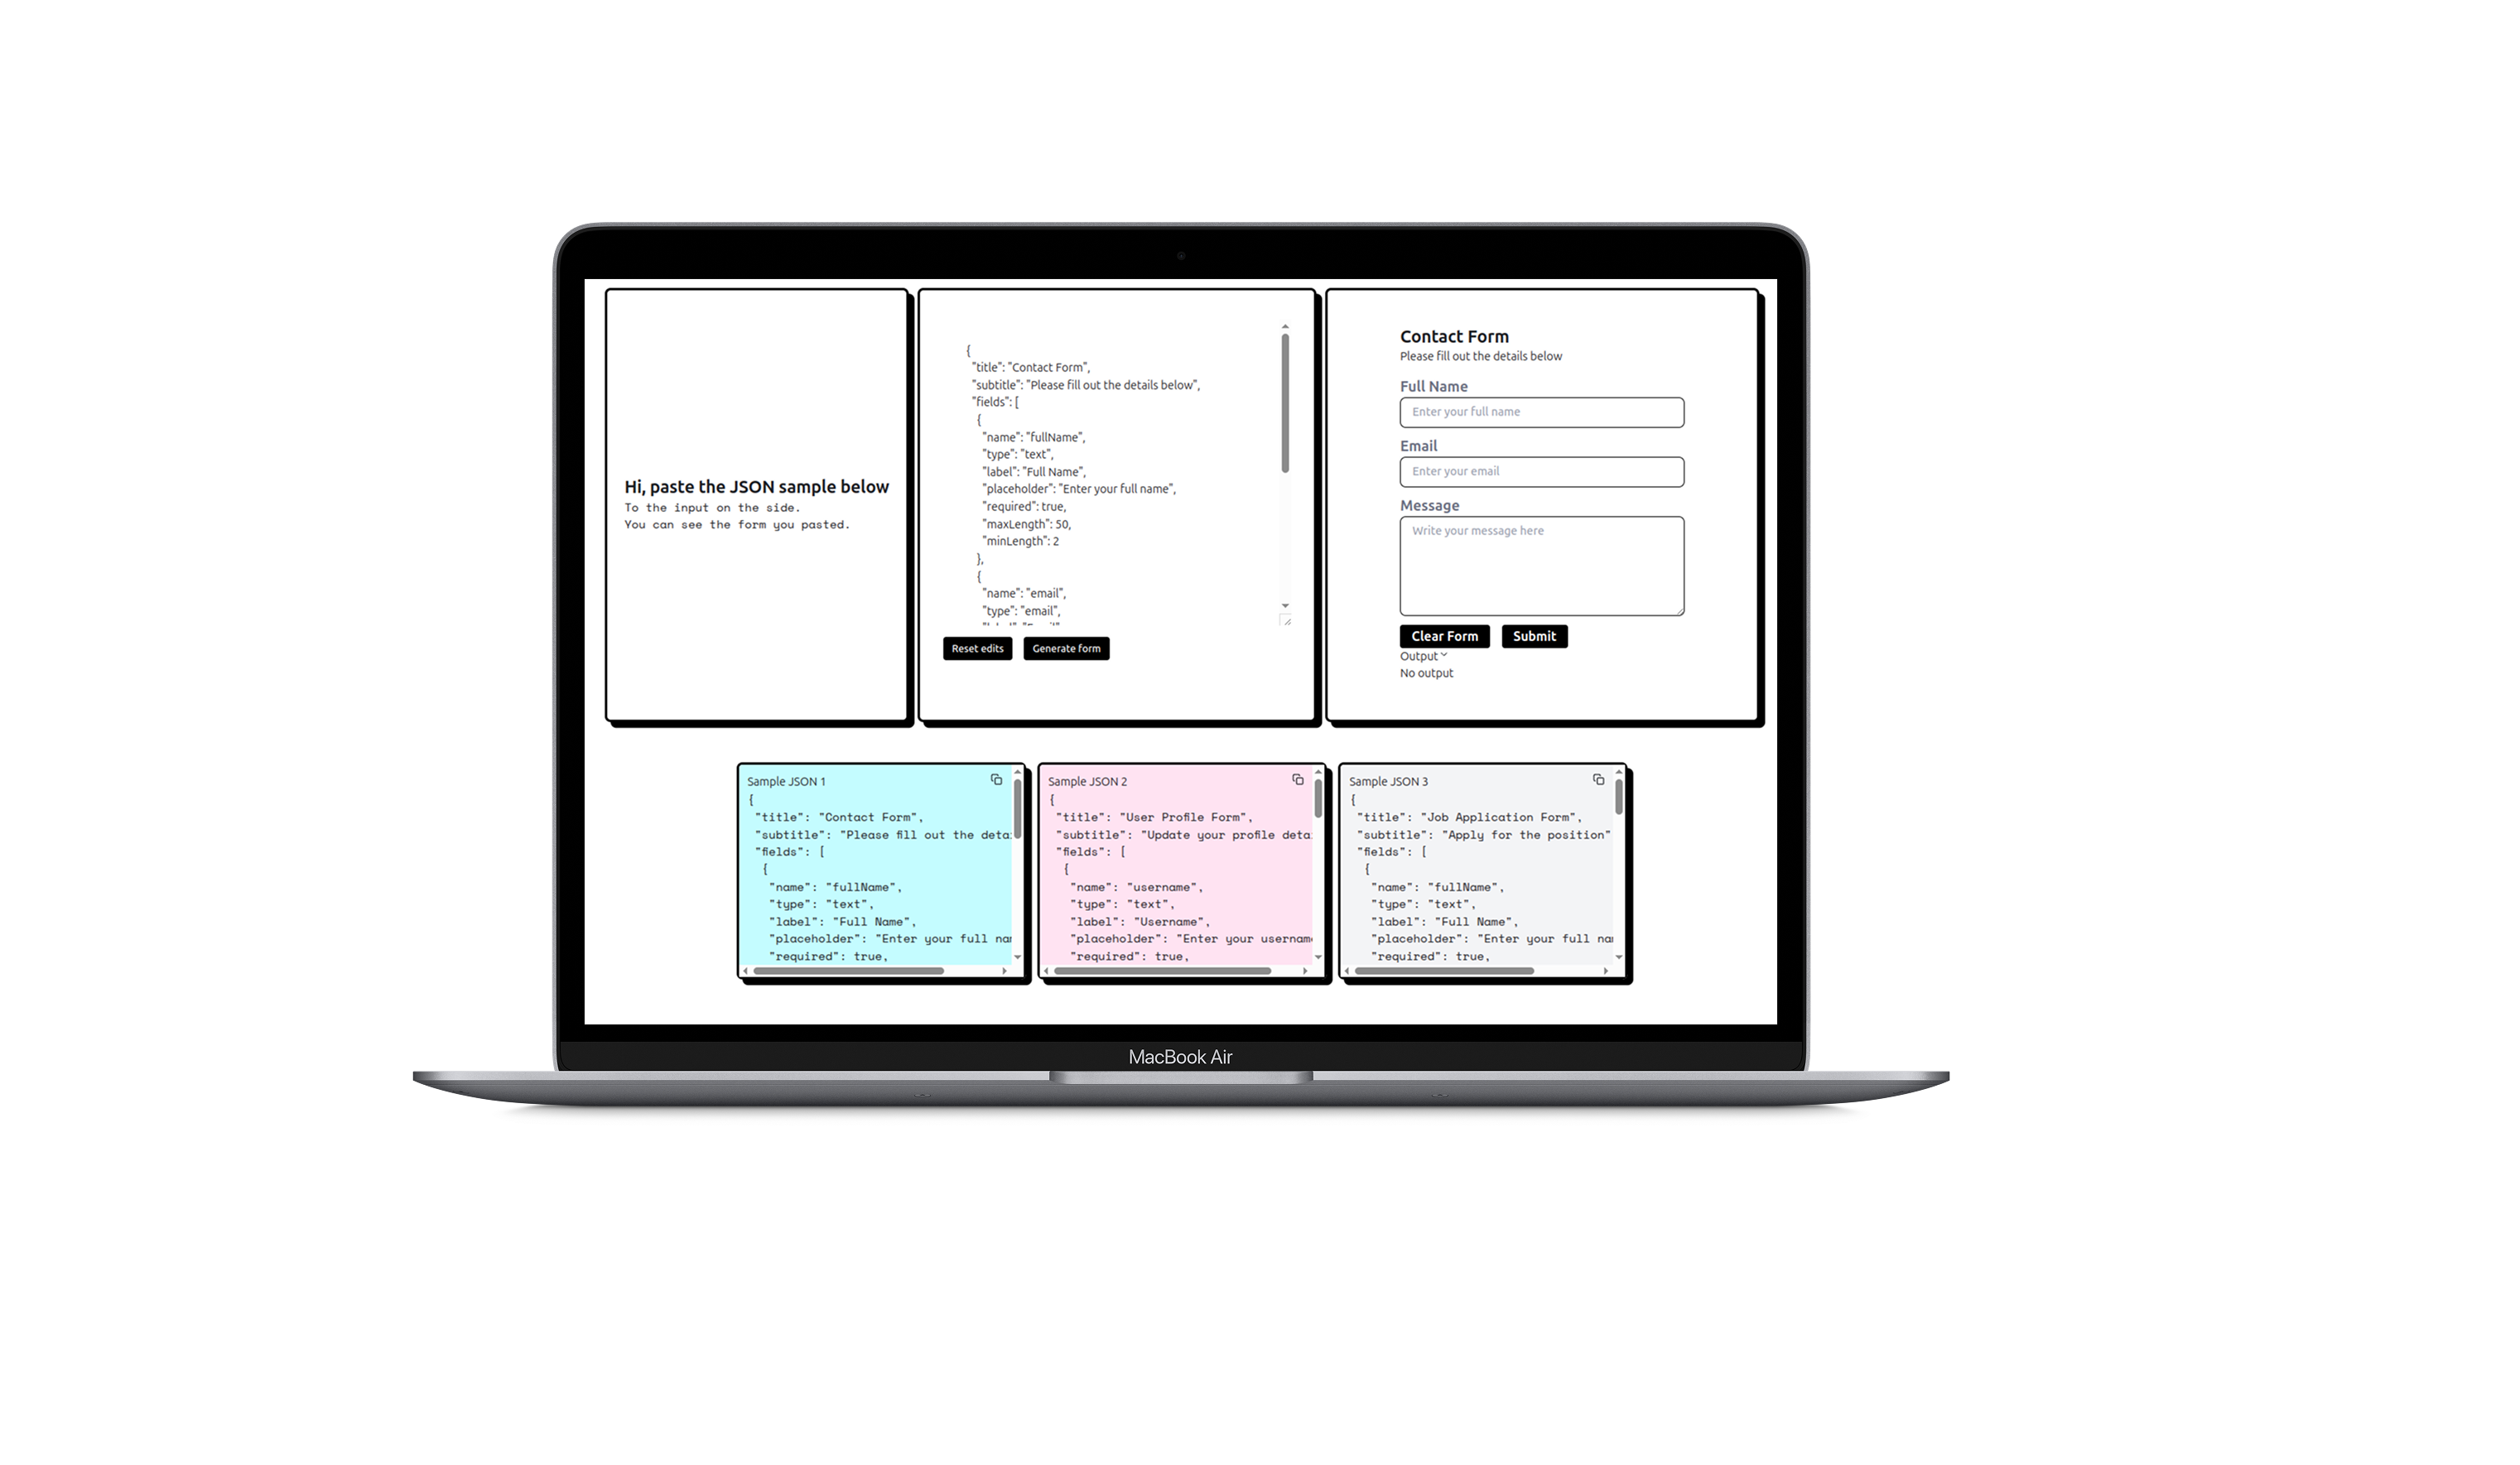 Hi, paste the JSON sample below
To the input on the side.
You can see the form you pasted.
{
"title": "Contact Form",
"subtitle": "Please fill out the details below",
"fields": [
{
"name": "fullName",
"type": "text",
"label": "Full Name",
"placeholder": "Enter your full name",
"required": true,
"maxLength": 50,
"minLength": 2
},
{
"name": "email",
"type": "email",
Reset edits
Generate form
Contact Form
Please fill out the details below
Full Name
Enter your full name
Email
Enter your email
Message
Write your message here
Clear Form
Submit
Output
No output
Sample JSON 1
{
"title": "Contact Form",
"subtitle": "Please fill out the
"fields": [
{
"name": "fullName",
"type": "text",
"label": "Full Name",
"placeholder": "Enter your full
"required": true,
Sample JSON 2
{
"title": "User Profile Form",
"subtitle": "Update your profile
"fields": [
{
"name": "username",
"type": "text",
"label": "Username",
"placeholder": "Enter your username
"required": true,
Sample JSON 3
{
"title": "Job Application Form",
"subtitle": "Apply for the position"
"fields": [
{
"name": "fullName",
"type": "text",
"label": "Full Name",
"placeholder": "Enter your full
"required": true,
MacBook Air